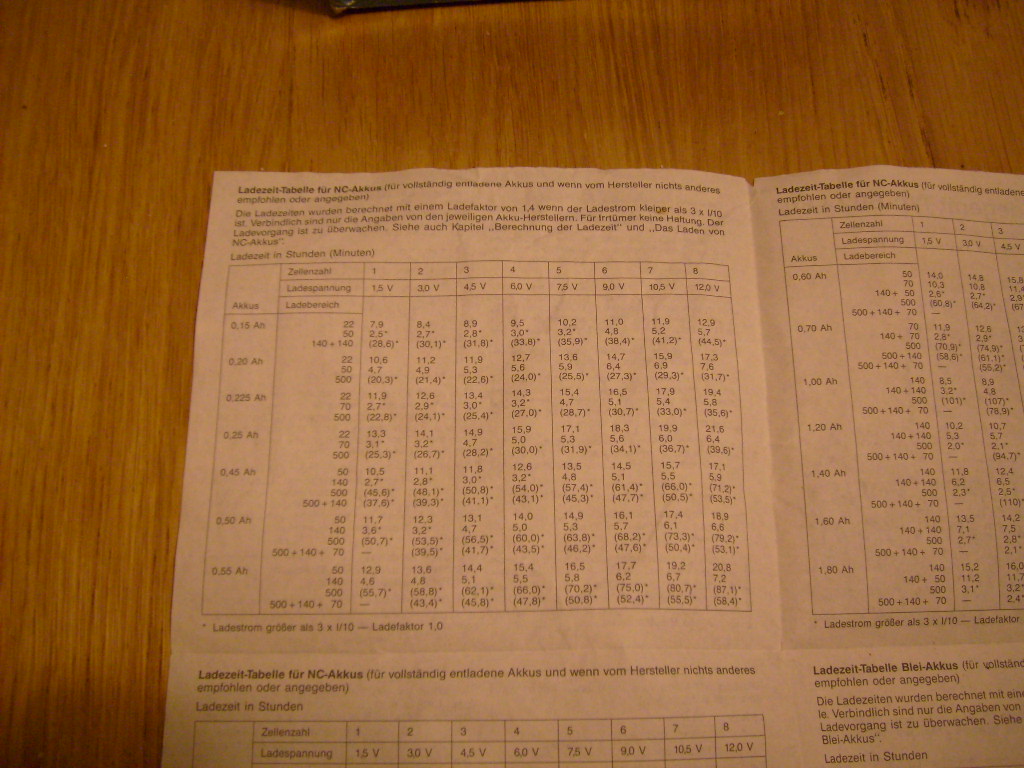 Ladezeit-Tabelle für NC-Akkus (für vollständig entladene Akkus und wenn vom Hersteller nichts anderes
empfohlen oder angegeben)
Die Ladezeiten wurden berechnet mit einem Ladefaktor von 1,4 wenn der Ladestrom kleiner als 3 x I/10
ist. Verbindlich sind nur die Angaben von den jeweiligen Akku-Herstellern. Für Irrtümer keine Haftung. Der
Ladevorgang ist zu überwachen. Siehe auch Kapitel ,,Berechnung der Ladezeit" und ,,Das Laden von
NC-Akku".
Ladezeit in Stunden (Minuten)
Zellenzahl 1 2 3 4 5 6 7 8
Ladespannung 1,5 V 3,0 V 4,5 V 6,0 V 7,5 V 9,0 V 10,5 V 12,0 V
Akkus Ladebereich
0,15 Ah 22 7,9 8,4 8,9 9,5 10,2 11,0 11,9 12,9
50 2,5* 2,7* 2,8* 3,0* 3,2* 4,8 5,2 5,7
140 + 140 (28,6)* (30,1)* (31,8)* (33,8)* (35,9)* (38,4)* (41,2)* (44,5)*
0,20 Ah 22 10,6 11,2 11,9 12,7 13,6 14,7 15,9 17,3
50 4,7 4,9 5,3 5,6 5,9 6,4 6,9 7,6
500 (20,3)* (21,4)* (22,6)* (24,0)* (25,5)* (27,3)* (29,3)* (31,7)*
0,225 Ah 22 11,9 12,6 13,4 14,3 15,4 16,5 17,9 19,4
70 2,7* 2,9* 3,0* 3,2* 4,7 5,1 5,4 5,8
500 (22,8)* (24,1)* (25,4)* (27,0)* (28,7)* (30,7)* (33,0)* (35,6)*
0,25 Ah 22 13,3 14,1 14,9 15,9 17,1 18,3 19,9 21,6
70 3,1* 3,2* 4,7 5,0 5,3 5,6 6,0 6,4
500 (25,3)* (26,7)* (28,2)* (30,0)* (31,9)* (34,1)* (36,7)* (39,6)*
0,45 Ah 50 10,5 11,1 11,8 12,6 13,5 14,5 15,7 17,1
140 2,7* 2,8* 3,0* 3,2* 4,8 5,1 5,5 5,9
500 (45,6)* (48,1)* (50,8)* (54,0)* (57,4)* (61,4)* (66,0)* (71,2)*
500 + 140 (37,6)* (39,3)* (41,1)* (43,1)* (45,3)* (47,7)* (50,5)* (53,5)*
0,50 Ah 50 11,7 12,3 13,1 14,0 14,9 16,1 17,4 18,9
140 3,6* 3,2* 4,7 5,0 5,3 5,7 6,1 6,6
500 (50,7)* (53,5)* (56,5)* (60,0)* (63,8)* (68,2)* (73,3)* (79,2)*
500 + 140 + 70 — (39,5)* (41,7)* (43,5)* (46,2)* (47,6)* (50,4)* (53,1)*
0,55 Ah 50 12,9 13,6 14,4 15,4 16,5 17,7 19,2 20,8
140 4,6 4,8 5,1 5,5 5,8 6,2 6,7 7,2
500 (55,7)* (58,8)* (62,1)* (66,0)* (70,2)* (75,0)* (80,7)* (87,1)*
500 + 140 + 70 — (43,4)* (45,8)* (47,8)* (50,8)* (52,4)* (55,5)* (58,4)*
* Ladestrom größer als 3 x I/10 — Ladefaktor 1,0
Ladezeit-Tabelle für NC-Akkus (für vollständig entladene Akkus und wenn vom Hersteller nichts anderes
empfohlen oder angegeben)
Ladezeit in Stunden
Zellenzahl 1 2 3 4 5 6 7 8
Ladespannung 1,5 V 3,0 V 4,5 V 6,0 V 7,5 V 9,0 V 10,5 V 12,0 V
Ladezeit-Tabelle für NC-Akkus (für vollständig entladene
empfohlen oder angegeben)
Ladezeit in Stunden (Minuten)
Zellenzahl 1 2 3
Ladespannung 1,5 V 3,0 V 4,5 V
Akkus Ladebereich
0,60 Ah 50 14,0 14,8 15,8
70 10,3 10,8 11,4
140 + 50 2,6* 2,7* 2,9
500 (60,8)* (64,2)* (67
500 + 140 + 70 —
0,70 Ah 70 11,9 12,6
140 + 70 2,8* 2,9*
500 (70,9)* (74,9)*
500 + 140 (58,6)* (61,1)*
500 + 140 + 70 — (55,2)*
1,00 Ah 140 8,5 8,9
140 + 140 3,2* 4,8
500 (101)* (107)*
500 + 140 + 70 — (78,9)*
1,20 Ah 140 10,2 10,7
140 + 140 5,3 5,7
500 2,0* 2,1*
500 + 140 + 70 — (94,7)*
1,40 Ah 140 11,8 12,4
140 + 140 6,2 6,5
500 2,3* 2,5*
500 + 140 + 70 — (110)*
1,60 Ah 140 13,5 14,2
140 + 140 7,1 7,5
500 2,7* 2,8*
500 + 140 + 70 — 2,1*
1,80 Ah 140 15,2 16,0
140 + 50 11,2 11,7
500 3,1* 3,2
500 + 140 + 70 — 2,4
* Ladestrom größer als 3 x I/10 — Ladefaktor
Ladezeit-Tabelle Blei-Akkus (für vollständ
empfohlen oder angegeben)
Die Ladezeiten wurden berechnet mit eine
le. Verbindlich sind nur die Angaben von
Ladevorgang ist zu überwachen. Siehe
Blei-Akkus".
Ladezeit in Stunden